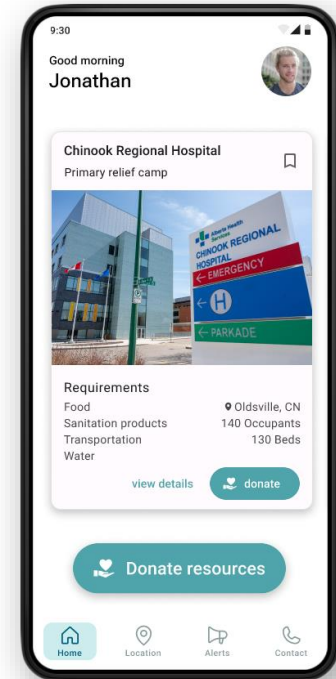 9:30
Good morning
Jonathan
Chinook Regional Hospital
Primary relief camp
Alberta Health
Services
CHINOOK REGIONAL
HOSPITAL
← EMERGENCY
← H
← PARKADE
Requirements
Food
Oldsville, CN
Sanitation products
140 Occupants
Transportation
130 Beds
Water
view details
donate
Donate resources
Home
Location
Alerts
Contact